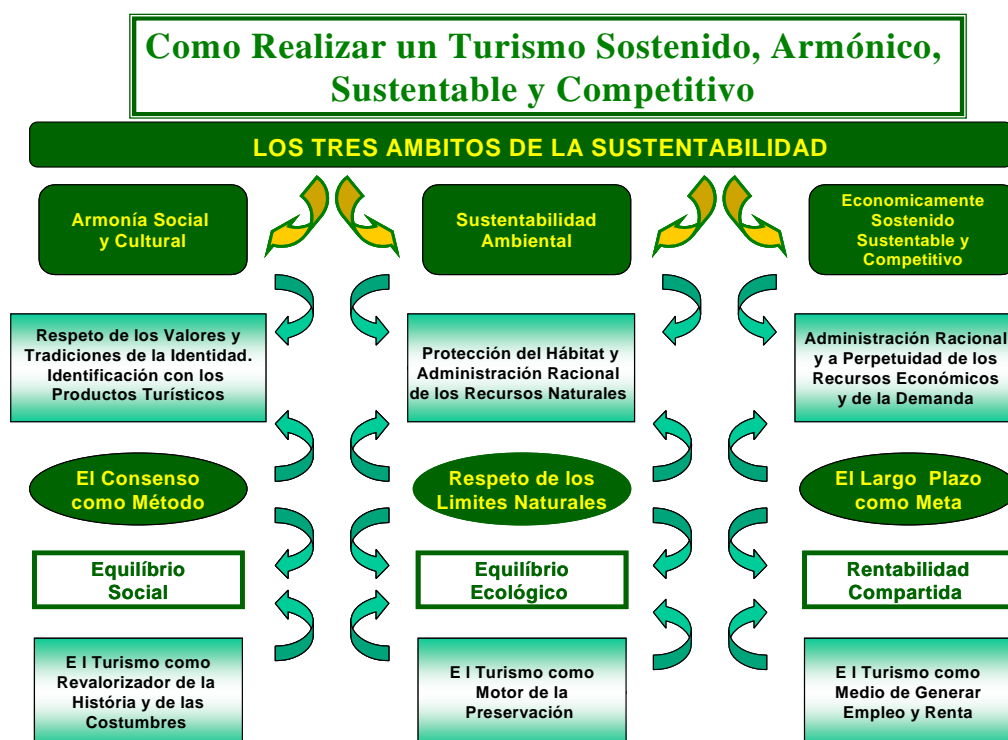 Como Realizar un Turismo Sostenido, Armónico,
Sustentable y Competitivo
LOS TRES AMBITOS DE LA SUSTENTABILIDAD
Armonía Social
y Cultural
Sustentabilidad
Ambiental
Economicamente
Sostenido
Sustentable y
Competitivo
Respeto de los Valores y
Tradiciones de la Identidad.
Identificación con los
Productos Turísticos
Protección del Hábitat y
Administración Racional
de los Recursos Naturales
Administración Racional
y a Perpetuidad de los
Recursos Económicos
y de la Demanda
El Consenso
como Método
Respeto de los
Limites Naturales
El Largo Plazo
como Meta
Equilíbrio
Social
Equilíbrio
Ecológico
Rentabilidad
Compartida
E l Turismo como
Revalorizador de la
História y de las
Costumbres
E l Turismo como
Motor de la
Preservación
E l Turismo como
Medio de Generar
Empleo y Renta